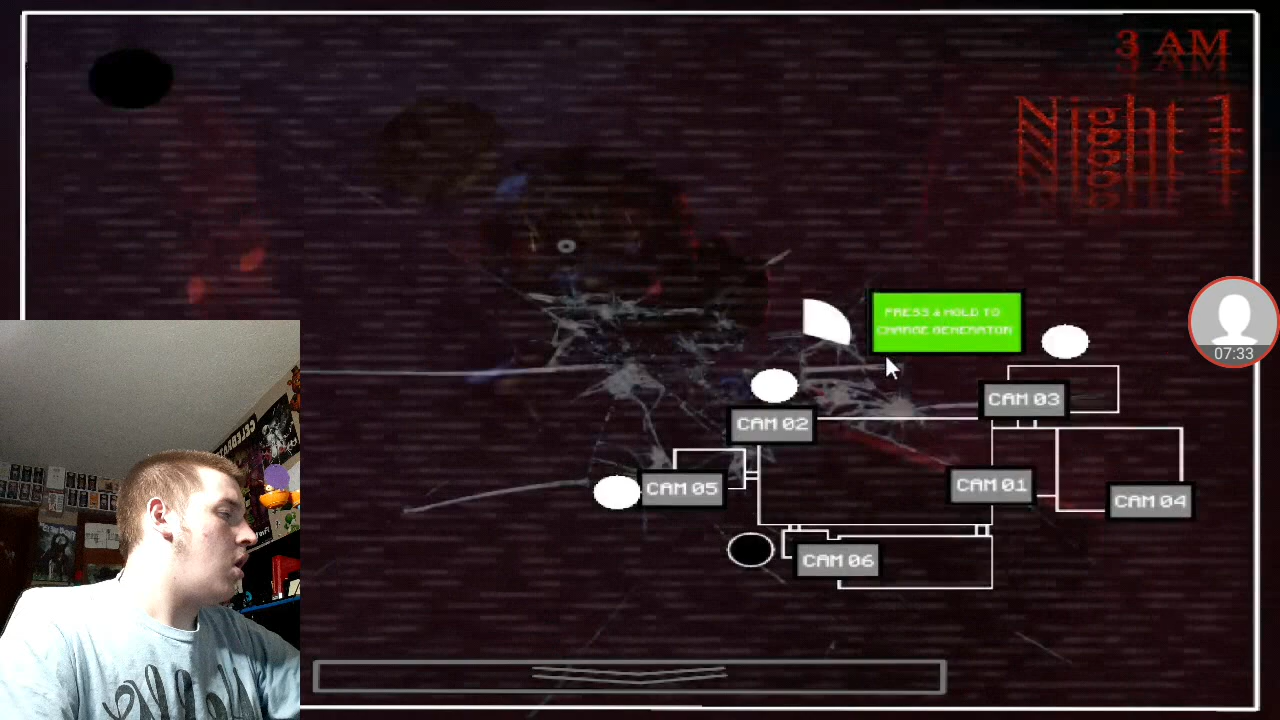 3 AM
Night 1
PRESS & HOLD TO
CHARGE GENERATOR
07:33
CAM 03
CAM 02
CAM 05
CAM 01
CAM 04
CAM 06